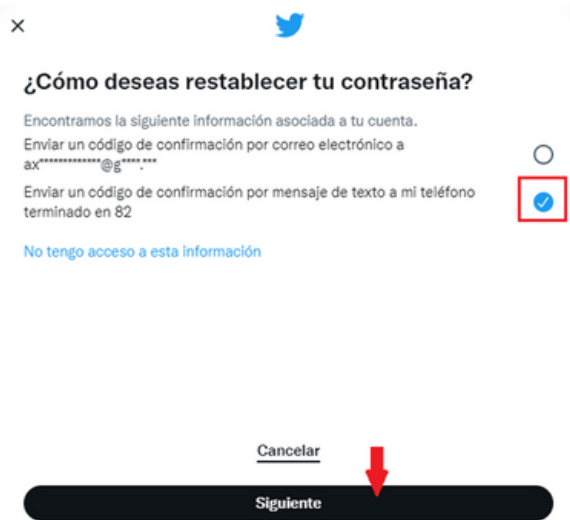 ¿Cómo deseas restablecer tu contraseña?
Encontramos la siguiente información asociada a tu cuenta.
Enviar un código de confirmación por correo electrónico a
ax*************@g****.***
Enviar un código de confirmación por mensaje de texto a mi teléfono
terminado en 82
No tengo acceso a esta información
Cancelar
Siguiente